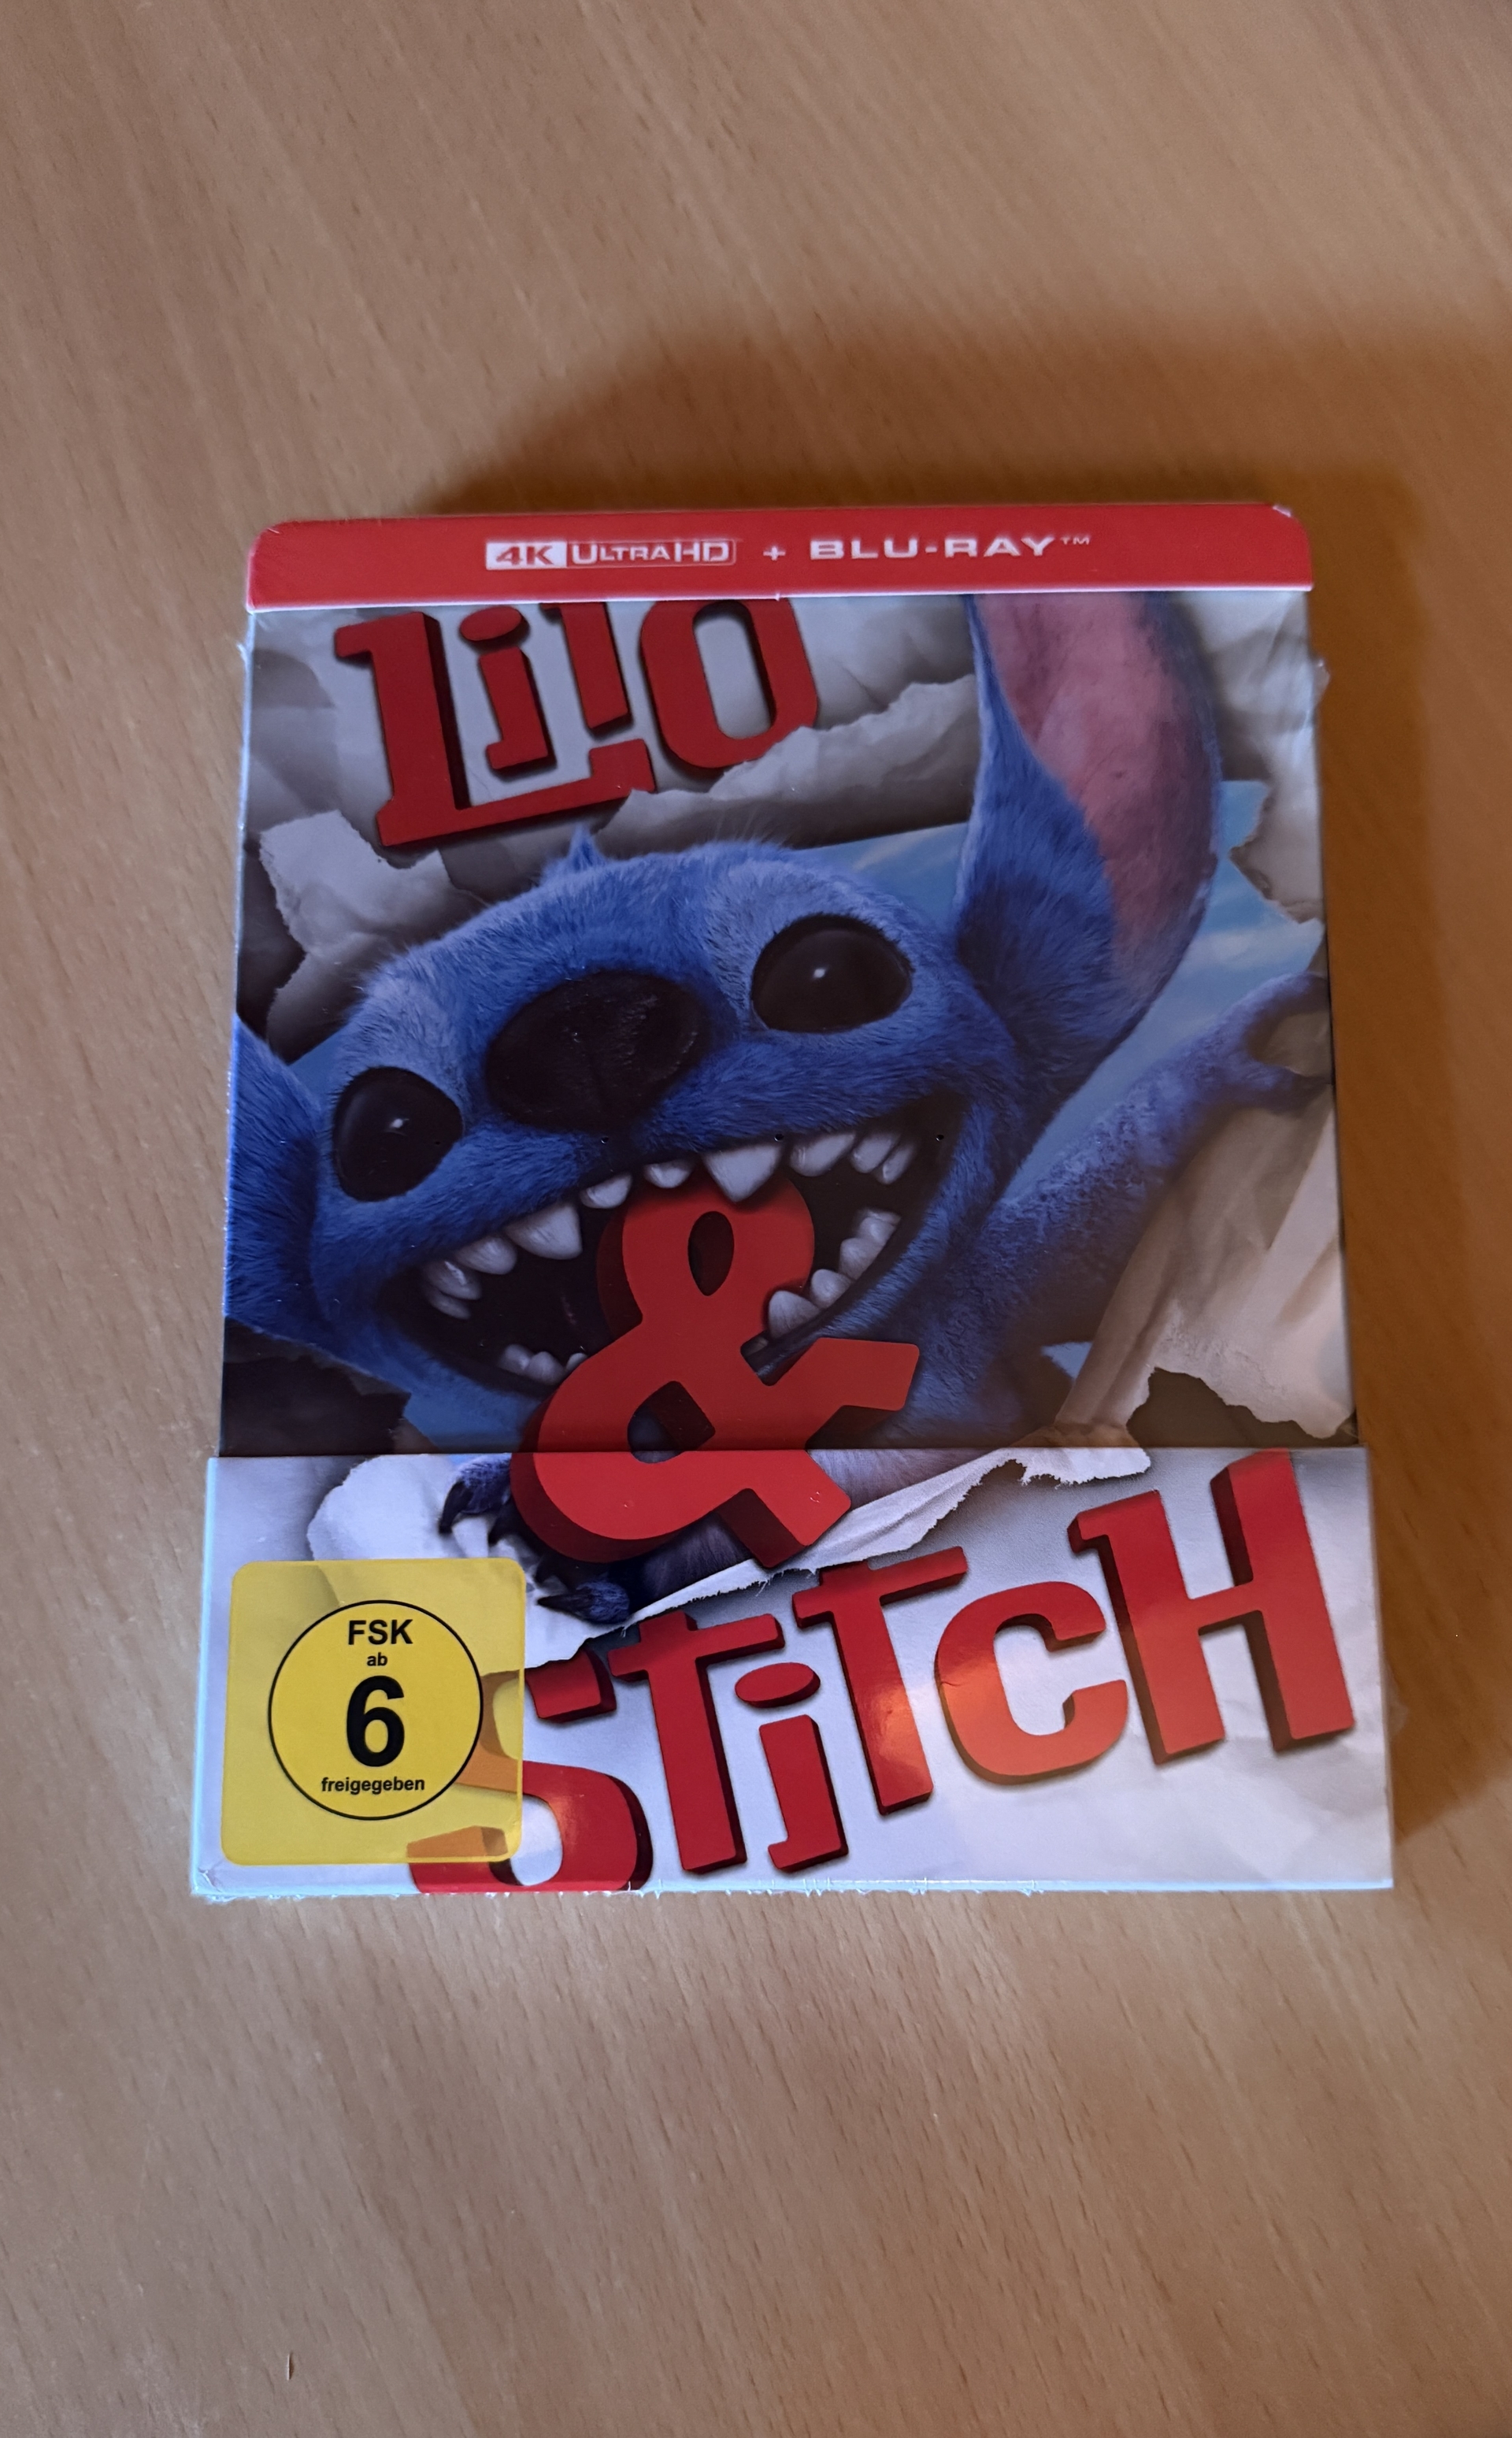 4K ULTRA HD + BLU-RAY™
LiLO
&
STiTCH
FSK
ab
6
freigegeben